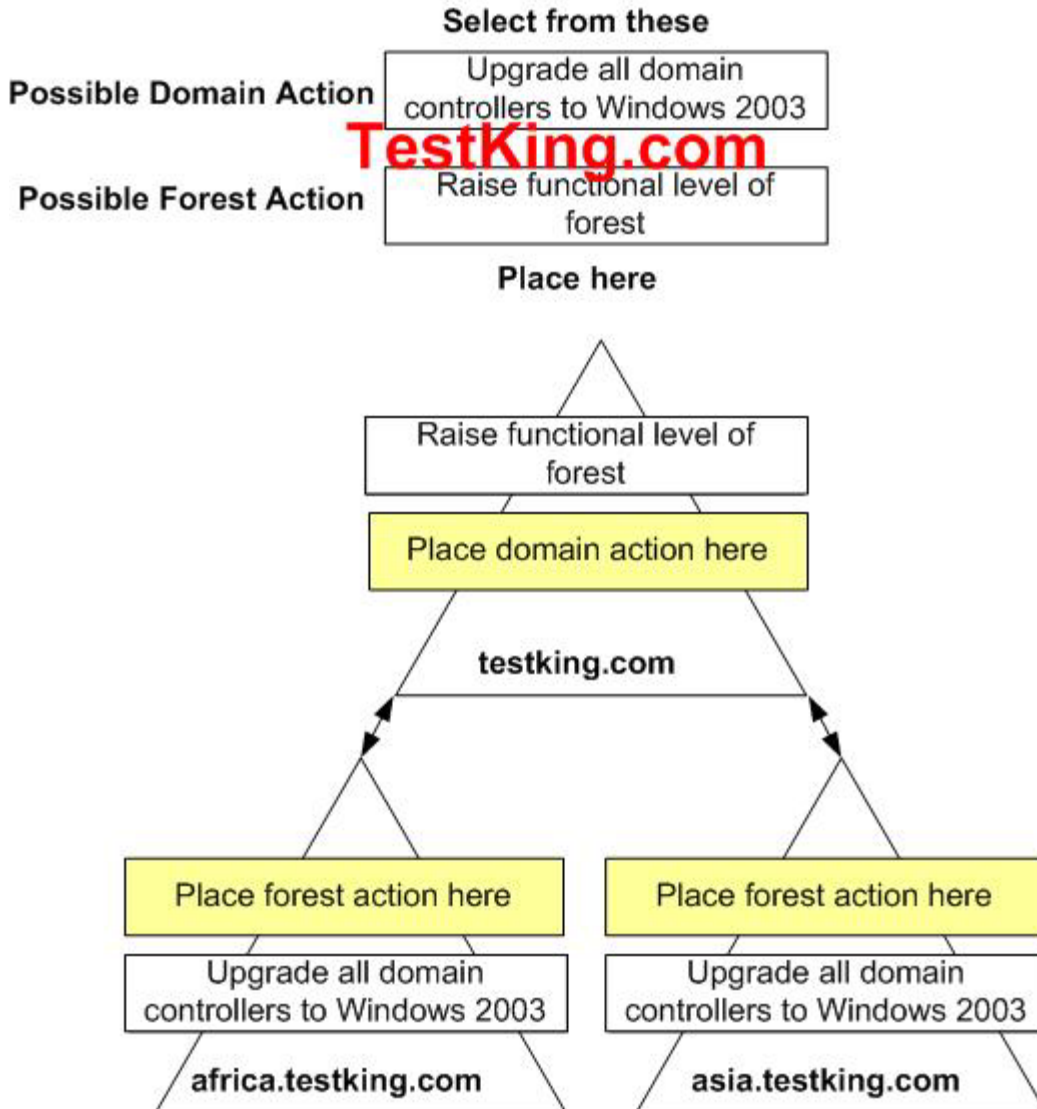 Select from these
Possible Domain Action
Upgrade all domain
controllers to Windows 2003
TestKing.com
Possible Forest Action
Raise functional level of
forest
Place here
Raise functional level of
forest
Place domain action here
testking.com
Place forest action here
Place forest action here
Upgrade all domain
controllers to Windows 2003
Upgrade all domain
controllers to Windows 2003
africa.testking.com
asia.testking.com